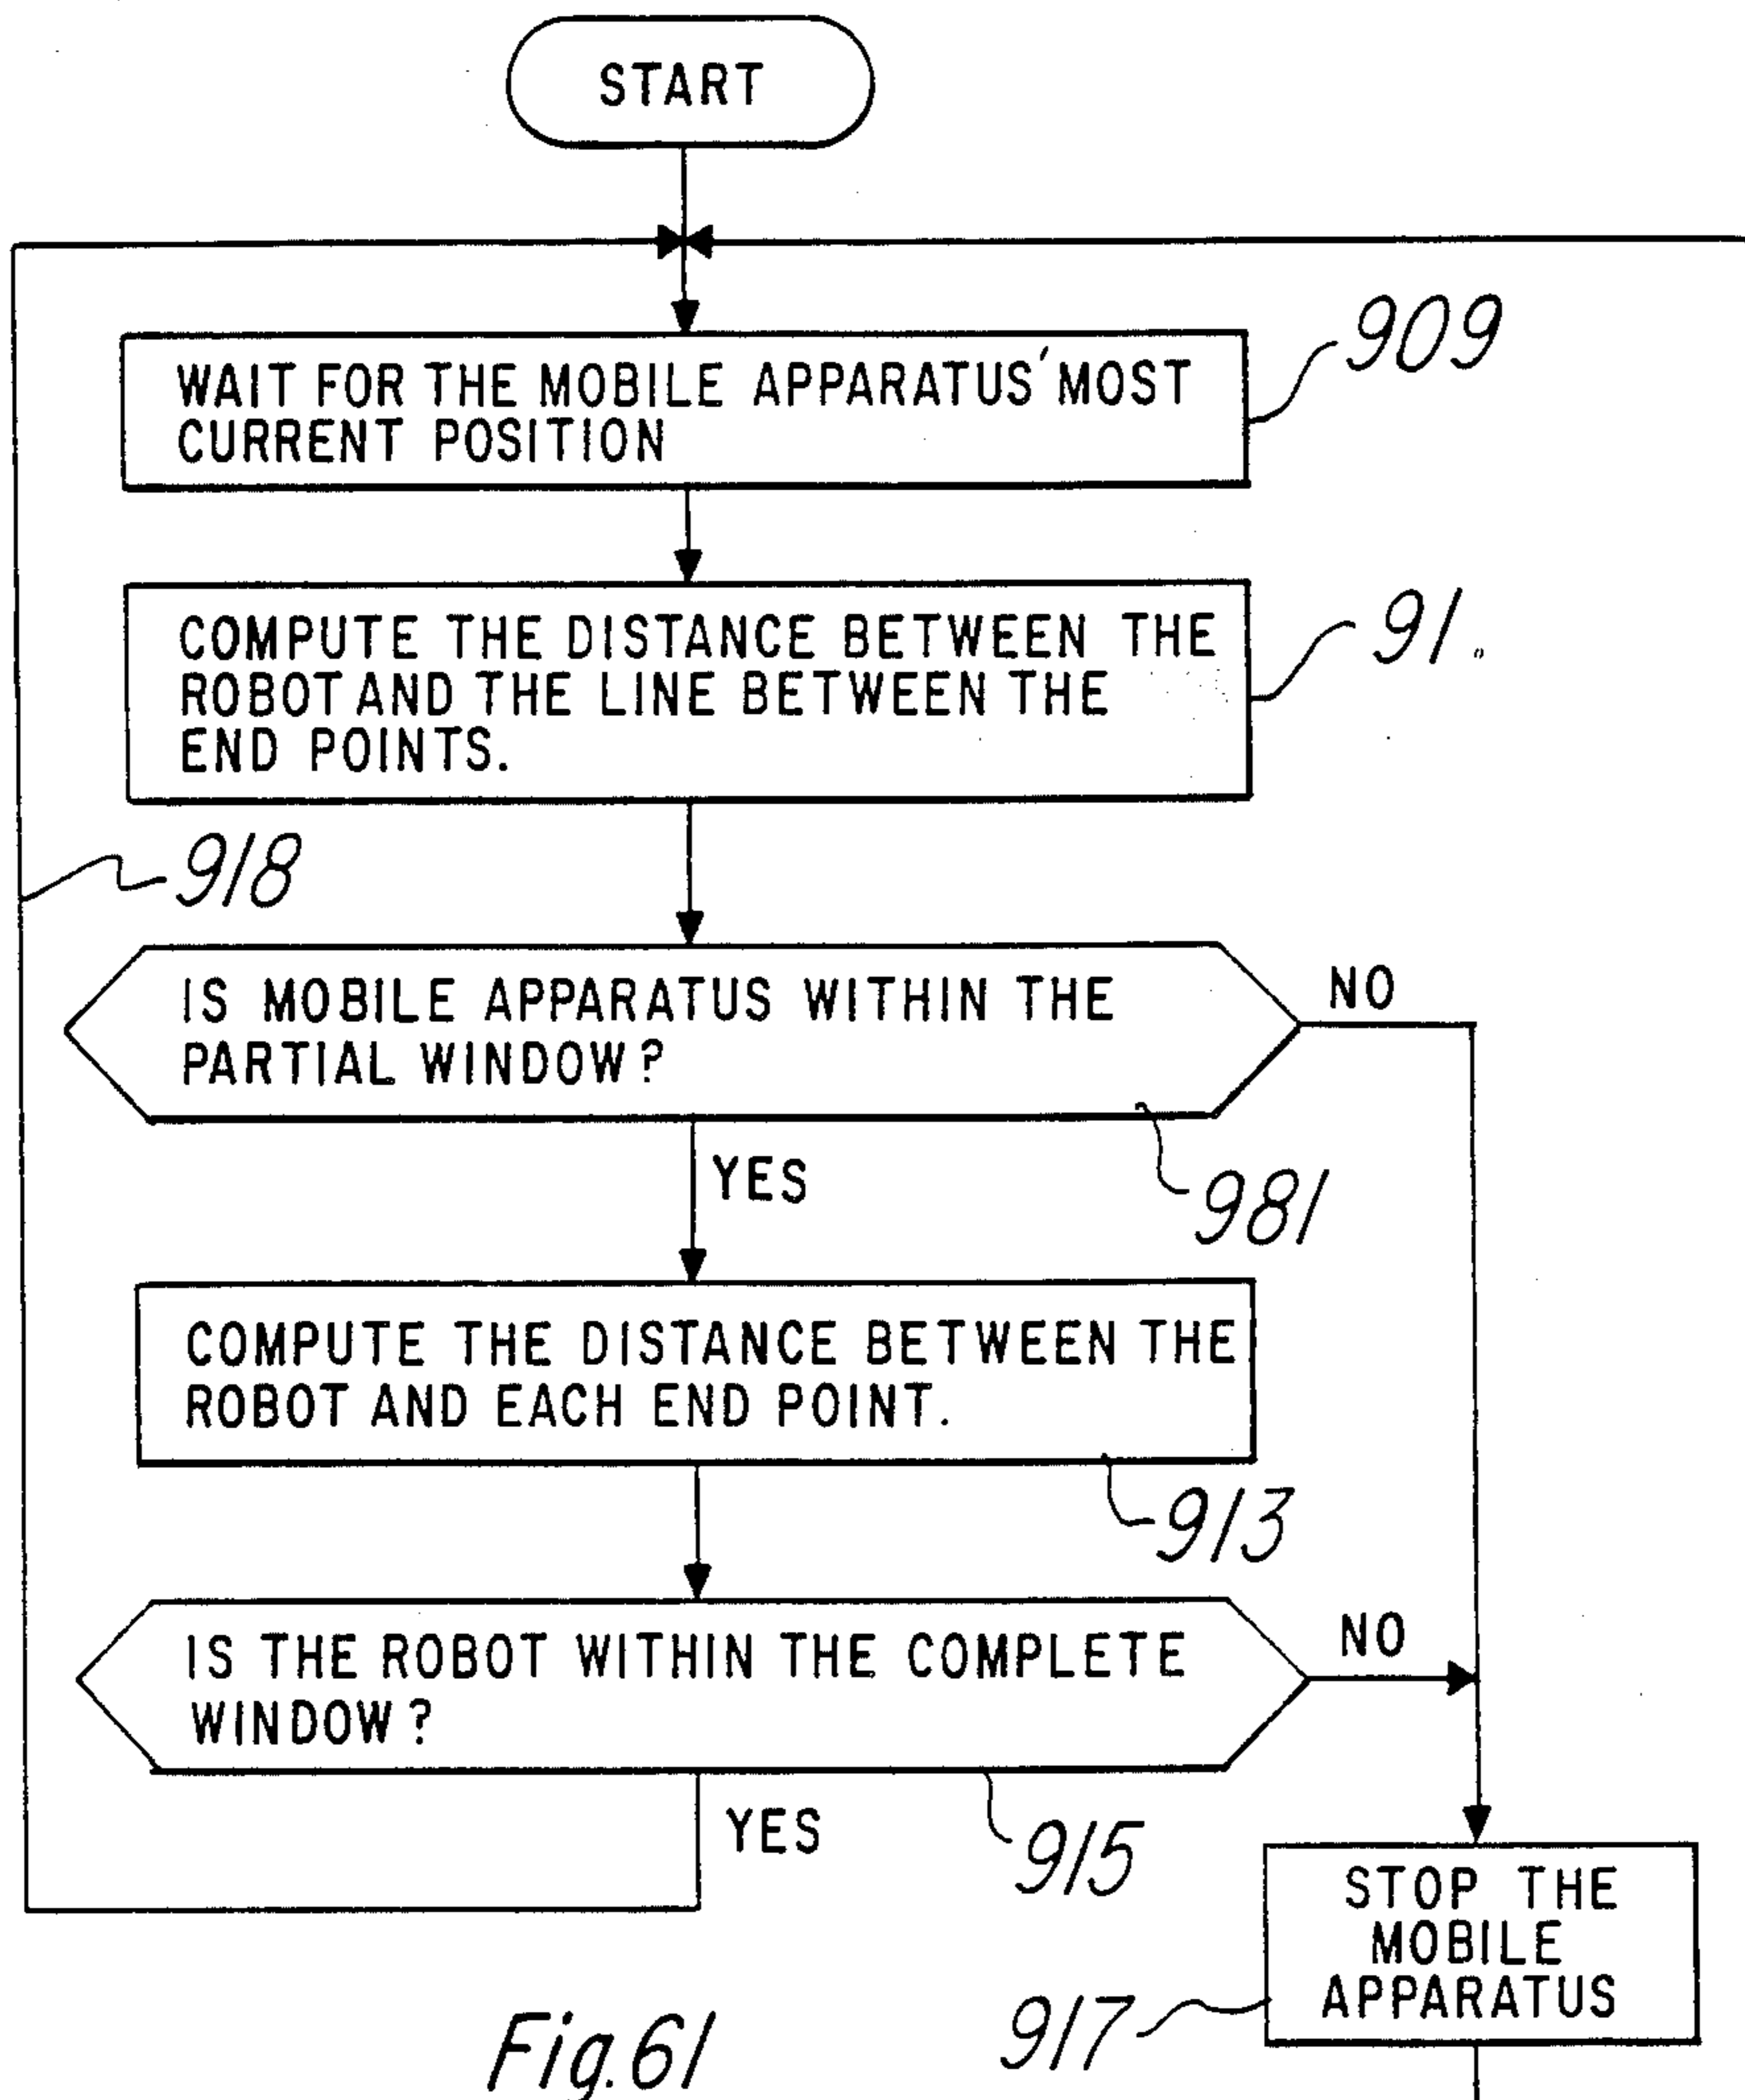 START
WAIT FOR THE MOBILE APPARATUS' MOST
CURRENT POSITION
909
COMPUTE THE DISTANCE BETWEEN THE
ROBOT AND THE LINE BETWEEN THE
END POINTS.
91
918
IS MOBILE APPARATUS WITHIN THE
PARTIAL WINDOW?
NO
YES
981
COMPUTE THE DISTANCE BETWEEN THE
ROBOT AND EACH END POINT.
913
IS THE ROBOT WITHIN THE COMPLETE
WINDOW?
NO
YES
915
STOP THE
MOBILE
APPARATUS
917
Fig. 61